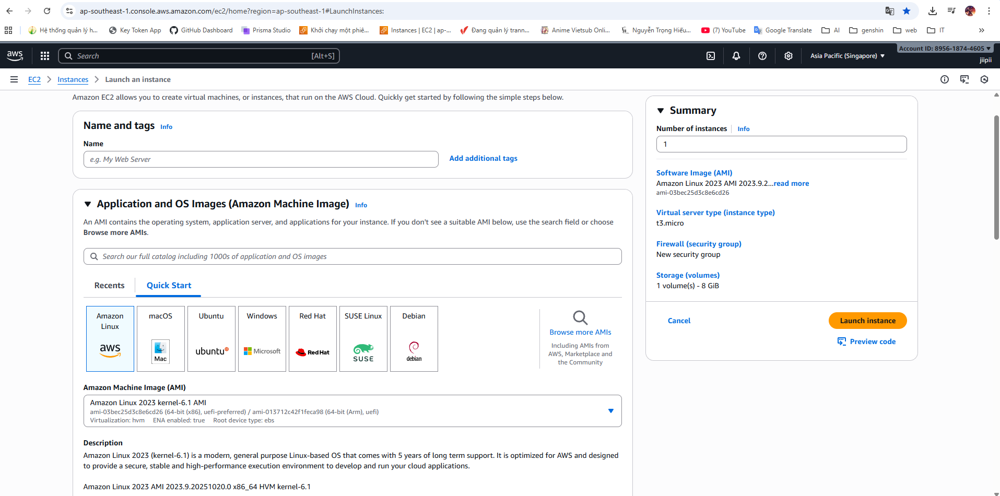 ap-southeast-1.console.aws.amazon.com/ec2/home?region=ap-southeast-1#LaunchInstances:
Hệ thống quản lý h... Key Token App GitHub Dashboard Prisma Studio Khởi chạy một phiê... Instances | EC2 | ap-... Đang quản lý trann... Anime Vietsub Onli... Nguyễn Trọng Hiếu... (7) YouTube Google Translate AI genshin web IT
aws Search [Alt+S] Asia Pacific (Singapore) Account ID: 8956-1874-4605
jiipii
EC2 Instances Launch an instance
Amazon EC2 allows you to create virtual machines, or instances, that run on the AWS Cloud. Quickly get started by following the simple steps below.
Name and tags Info
Name
e.g. My Web Server Add additional tags
Application and OS Images (Amazon Machine Image) Info
An AMI contains the operating system, application server, and applications for your instance. If you don't see a suitable AMI below, use the search field or choose
Browse more AMIs.
Search our full catalog including 1000s of application and OS images
Recents Quick Start
Amazon
Linux
aws
macOS
Mac
Ubuntu
ubuntu
Windows
Microsoft
Red Hat
Red Hat
SUSE Linux
SUSE
Debian
debian
Browse more AMIs
Including AMIs from
AWS, Marketplace and
the Community
Amazon Machine Image (AMI)
Amazon Linux 2023 kernel-6.1 AMI
ami-03bec25d3c8e6cd26 (64-bit (x86), uefi-preferred) / ami-013712c42f1feca98 (64-bit (Arm), uefi)
Virtualization: hvm ENA enabled: true Root device type: ebs
Description
Amazon Linux 2023 (kernel-6.1) is a modern, general purpose Linux-based OS that comes with 5 years of long term support. It is optimized for AWS and designed
to provide a secure, stable and high-performance execution environment to develop and run your cloud applications.
Amazon Linux 2023 AMI 2023.9.20251020.0 x86_64 HVM kernel-6.1
Summary
Number of instances Info
1
Software Image (AMI)
Amazon Linux 2023 AMI 2023.9.2...read more
ami-03bec25d3c8e6cd26
Virtual server type (instance type)
t3.micro
Firewall (security group)
New security group
Storage (volumes)
1 volume(s) - 8 GiB
Cancel Launch instance
Preview code